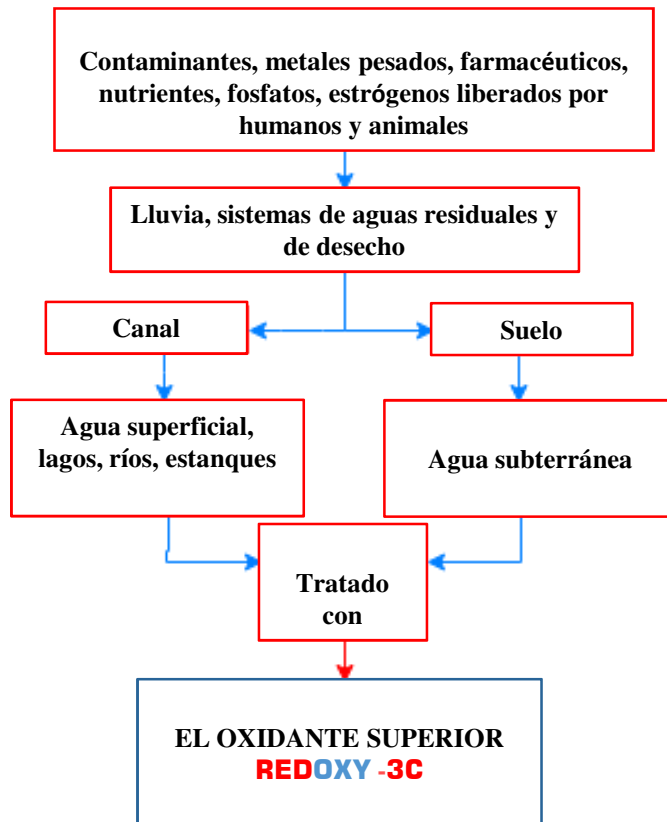 Contaminantes, metales pesados, farmacéuticos,
nutrientes, fosfatos, estrógenos liberados por
humanos y animales
Lluvia, sistemas de aguas residuales y
de desecho
Canal
Suelo
Agua superficial,
lagos, ríos, estanques
Agua subterránea
Tratado
con
EL OXIDANTE SUPERIOR
REDOXY -3C